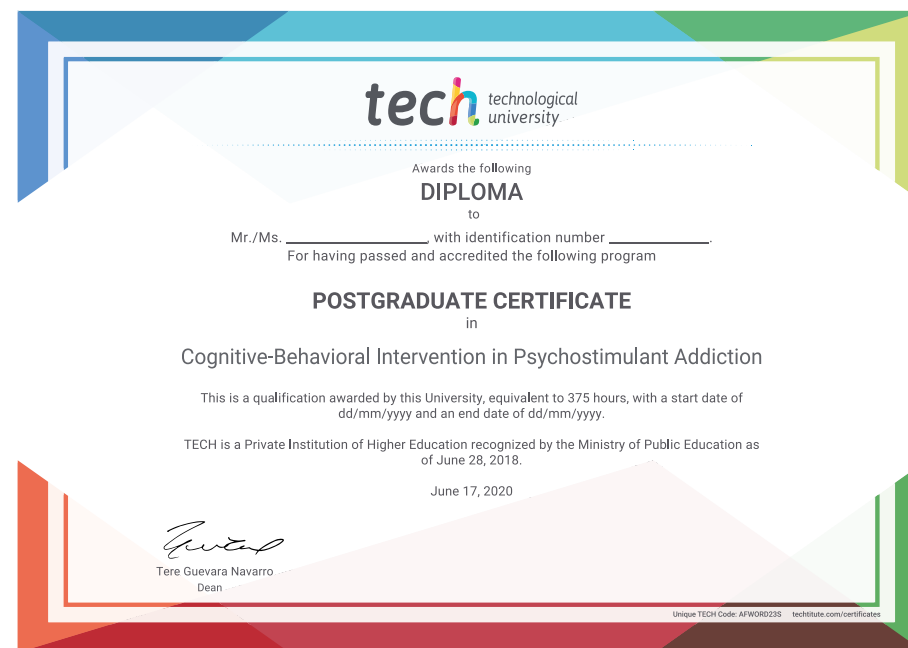 tech technological
university
Awards the following
DIPLOMA
to
Mr./Ms. ____________________, with identification number ______________.
For having passed and accredited the following program
POSTGRADUATE CERTIFICATE
in
Cognitive-Behavioral Intervention in Psychostimulant Addiction
This is a qualification awarded by this University, equivalent to 375 hours, with a start date of
dd/mm/yyyy and an end date of dd/mm/yyyy.
TECH is a Private Institution of Higher Education recognized by the Ministry of Public Education as
of June 28, 2018.
June 17, 2020
Tere Guevara Navarro
Dean
Unique TECH Code: AFWORD23S techtitute.com/certificates